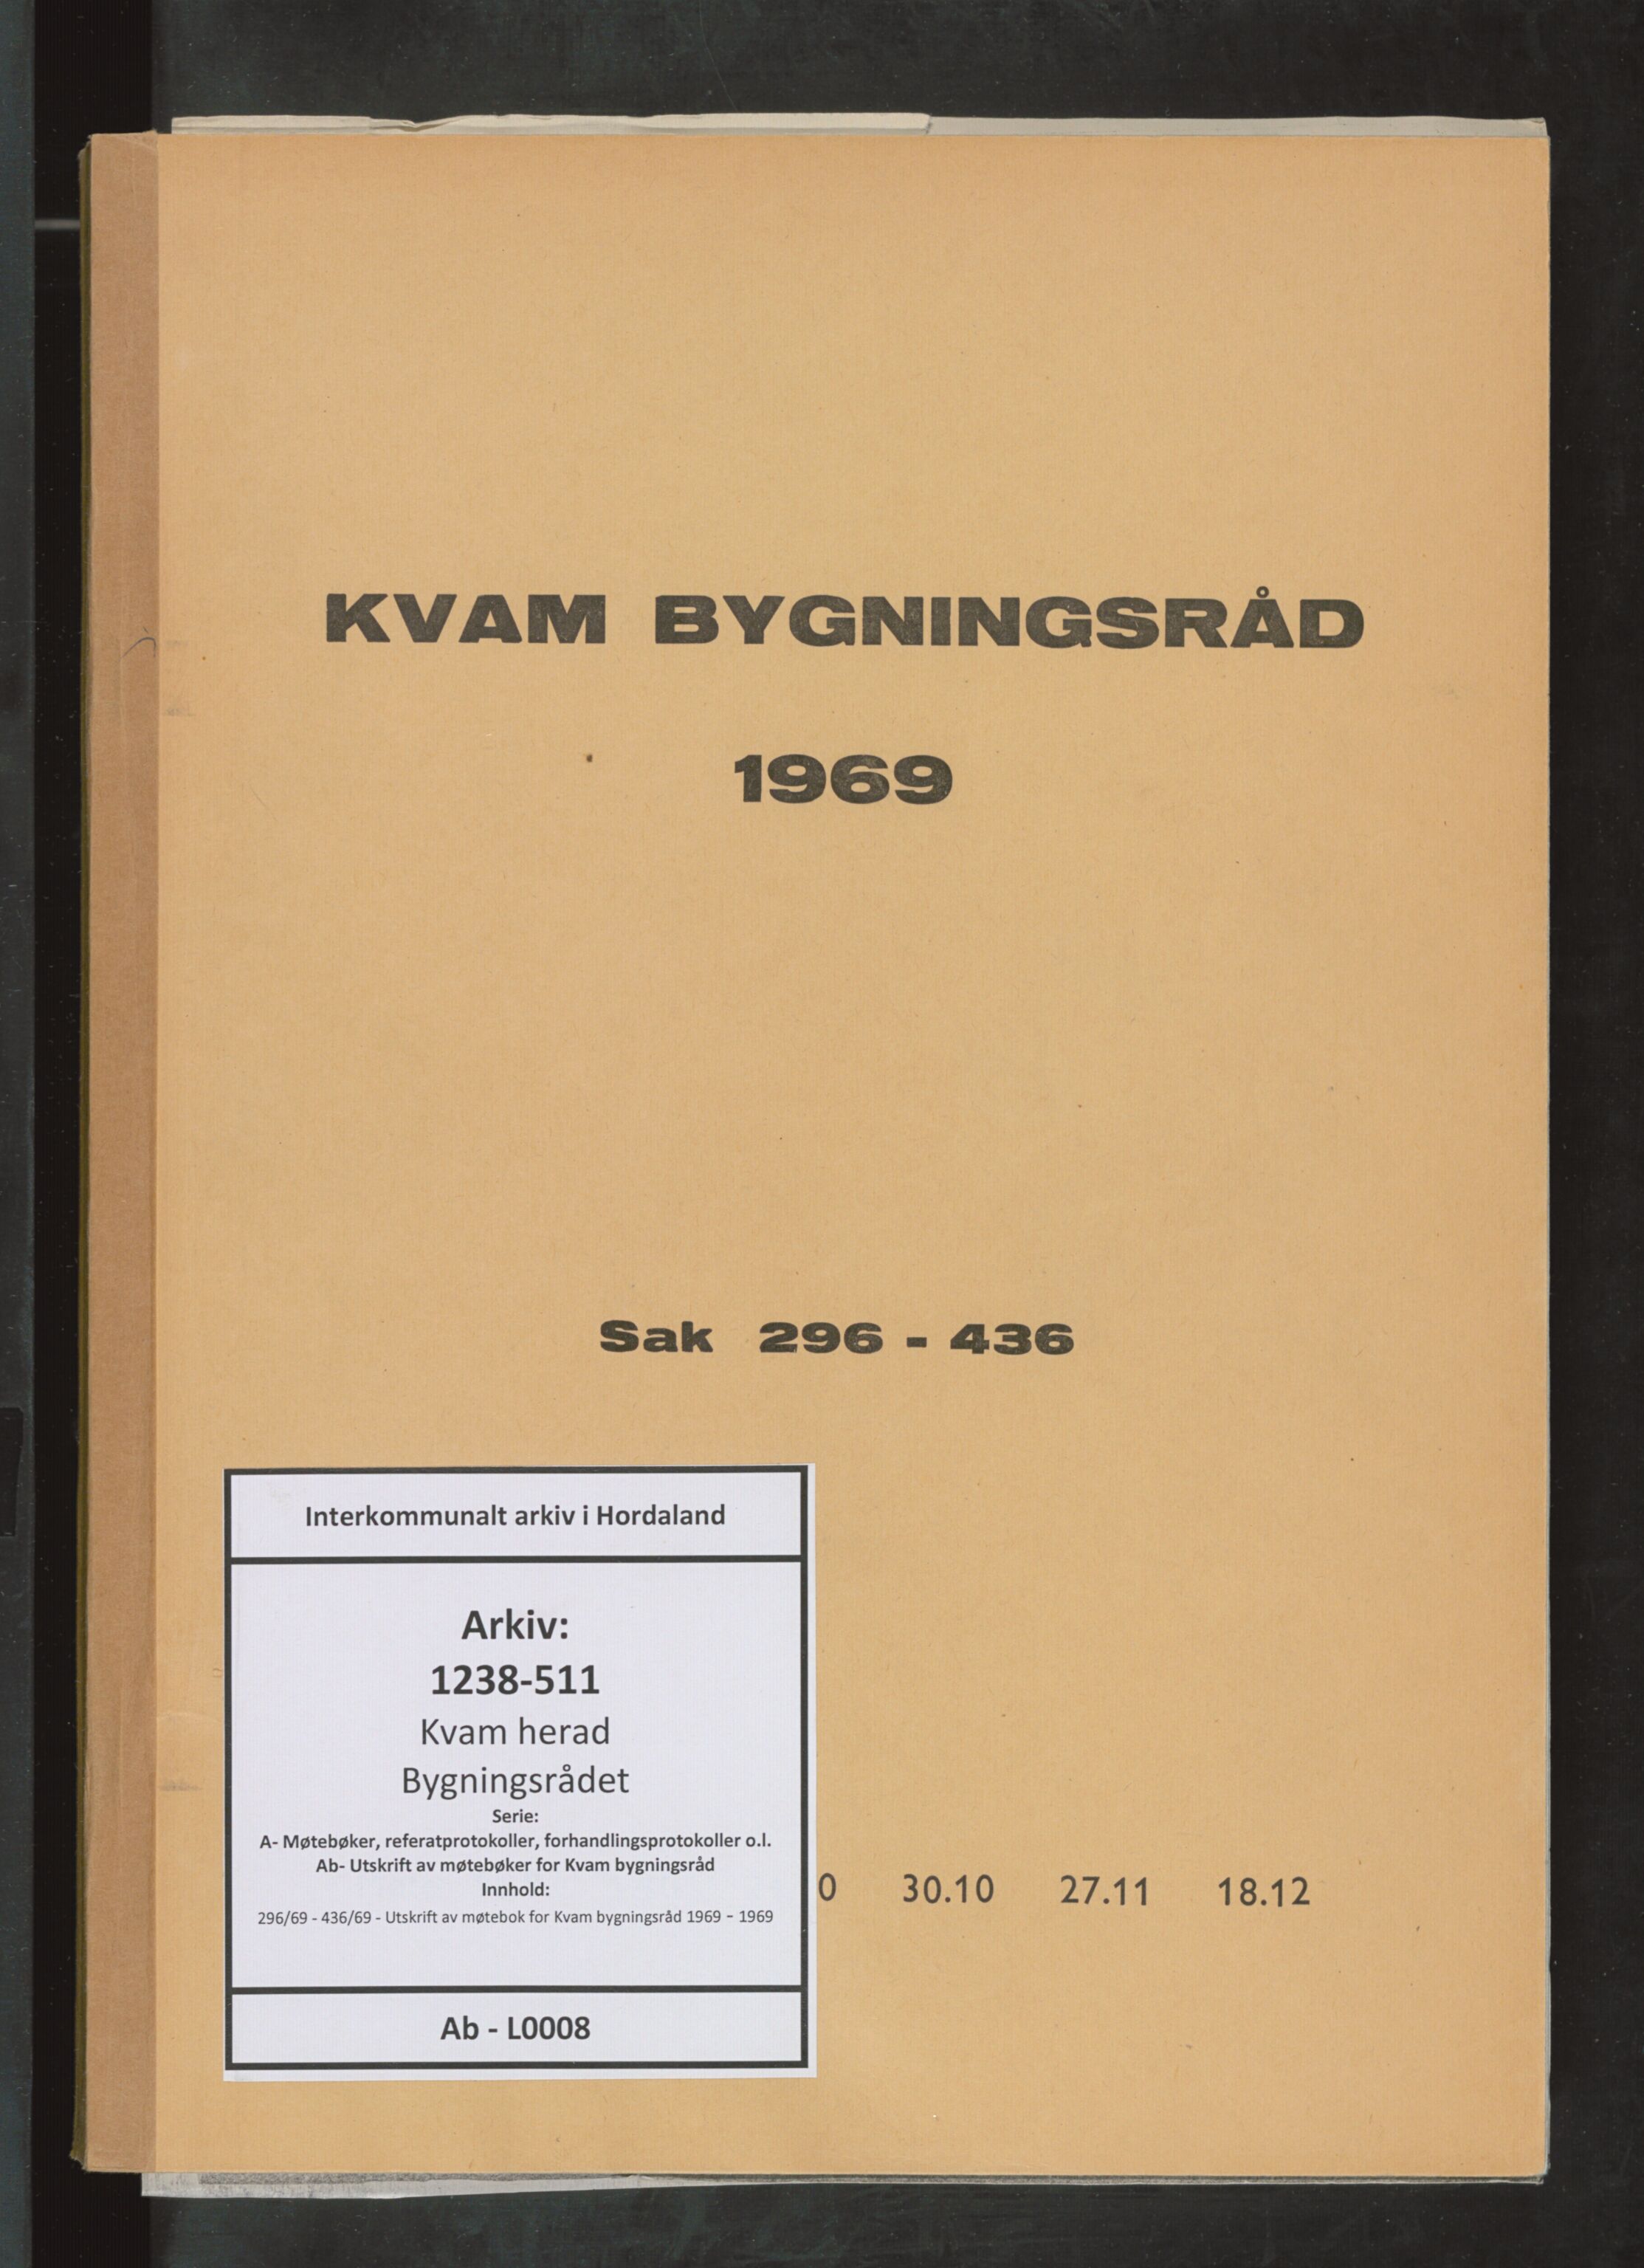 KVAM BYGNINGSRÅD
1969
Sak 296 - 436
Interkommunalt arkiv i Hordaland
Arkiv:
1238-511
Kvam herad
Bygningsrådet
Serie:
A- Møtebøker, referatprotokoller, forhandlingsprotokoller o.l.
Ab- Utskrift av møtebøker for Kvam bygningsråd
Innhold:
296/69 - 436/69 - Utskrift av møtebok for Kvam bygningsråd 1969 - 1969
Ab - L0008
0 30.10 27.11 18.12